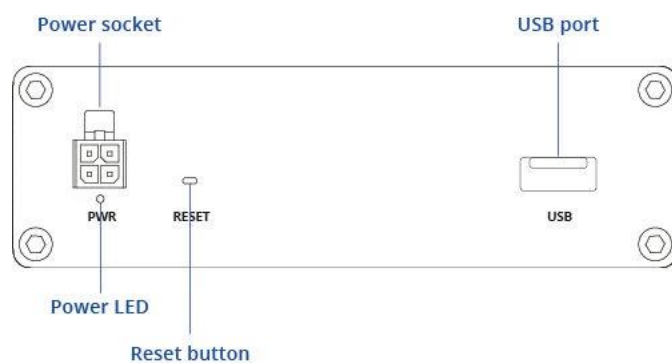 Power socket
USB port
PWR
RESET
USB
Power LED
Reset button